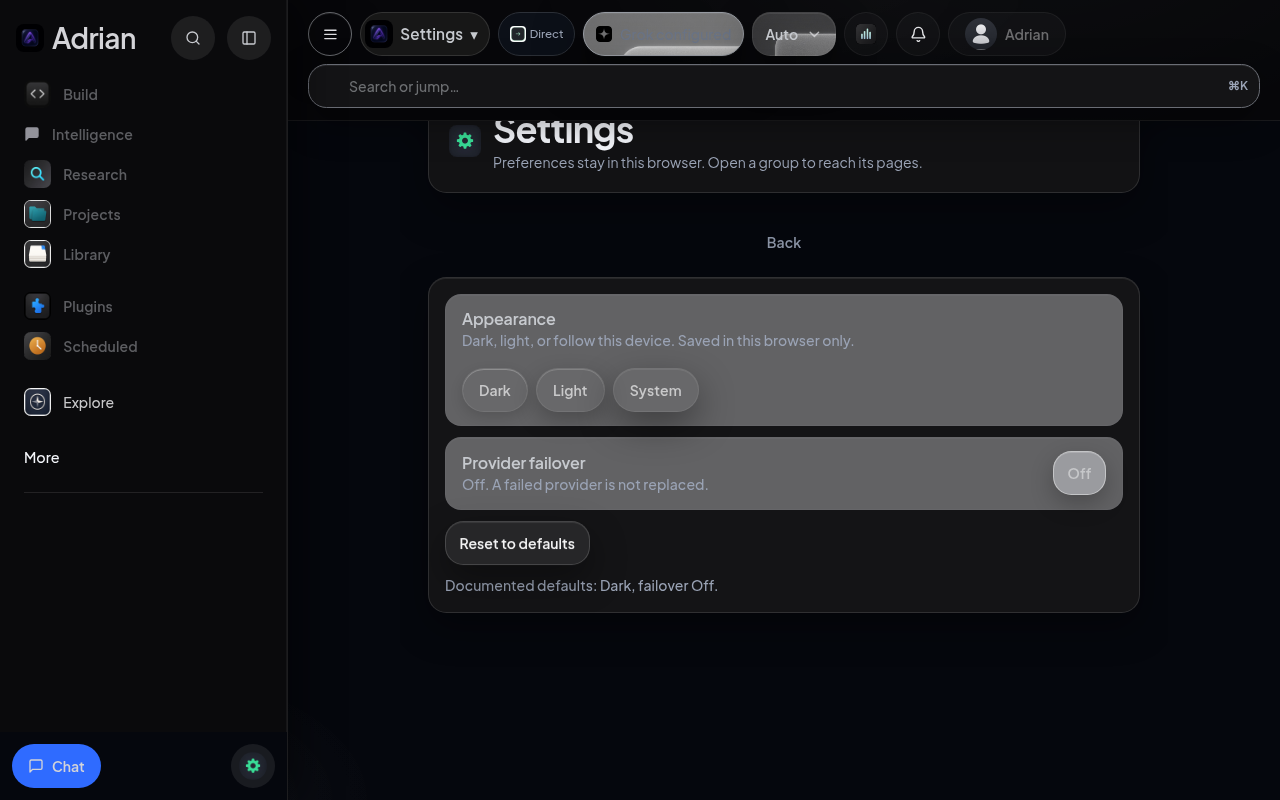 Adrian
Build
Intelligence
Research
Projects
Library
Plugins
Scheduled
Explore
More
Chat
Settings ▾
Direct
Auto
Adrian
Search or jump…
⌘K
Settings
Preferences stay in this browser. Open a group to reach its pages.
Back
Appearance
Dark, light, or follow this device. Saved in this browser only.
Dark
Light
System
Provider failover
Off. A failed provider is not replaced.
Off
Reset to defaults
Documented defaults: Dark, failover Off.